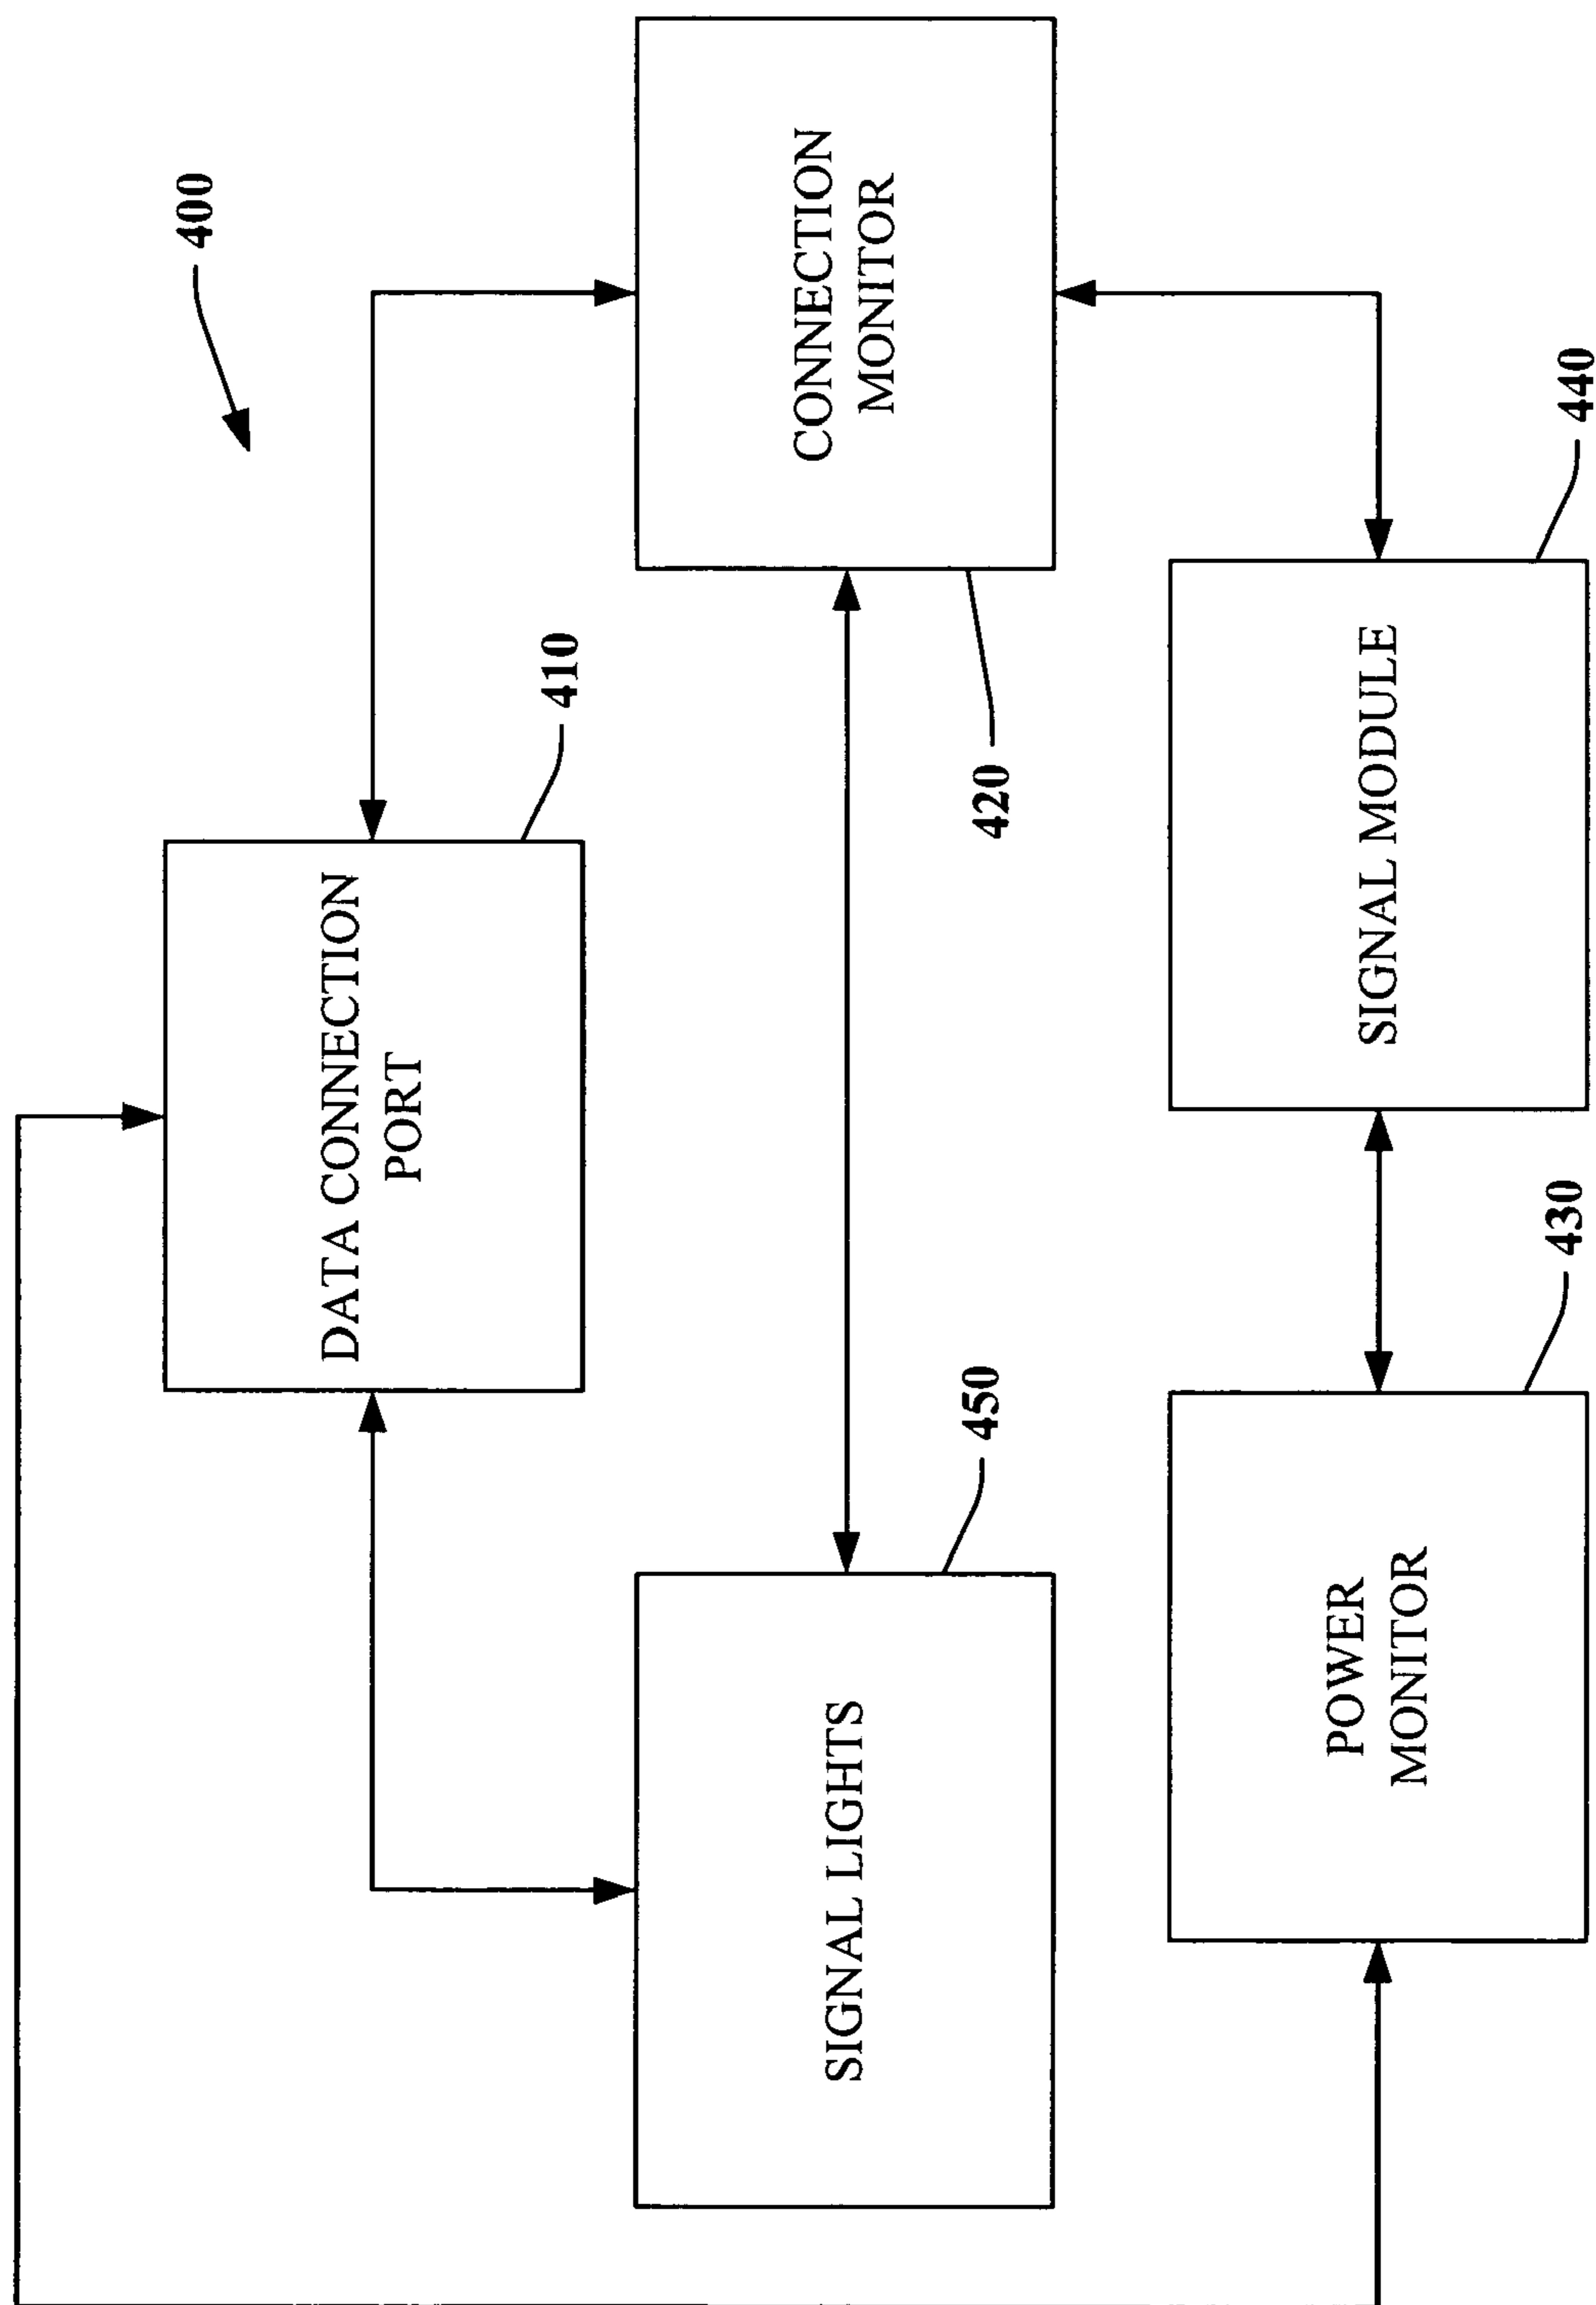 400
DATA CONNECTION
PORT
410
SIGNAL LIGHTS
450
CONNECTION
MONITOR
420
POWER
MONITOR
430
SIGNAL MODULE
440